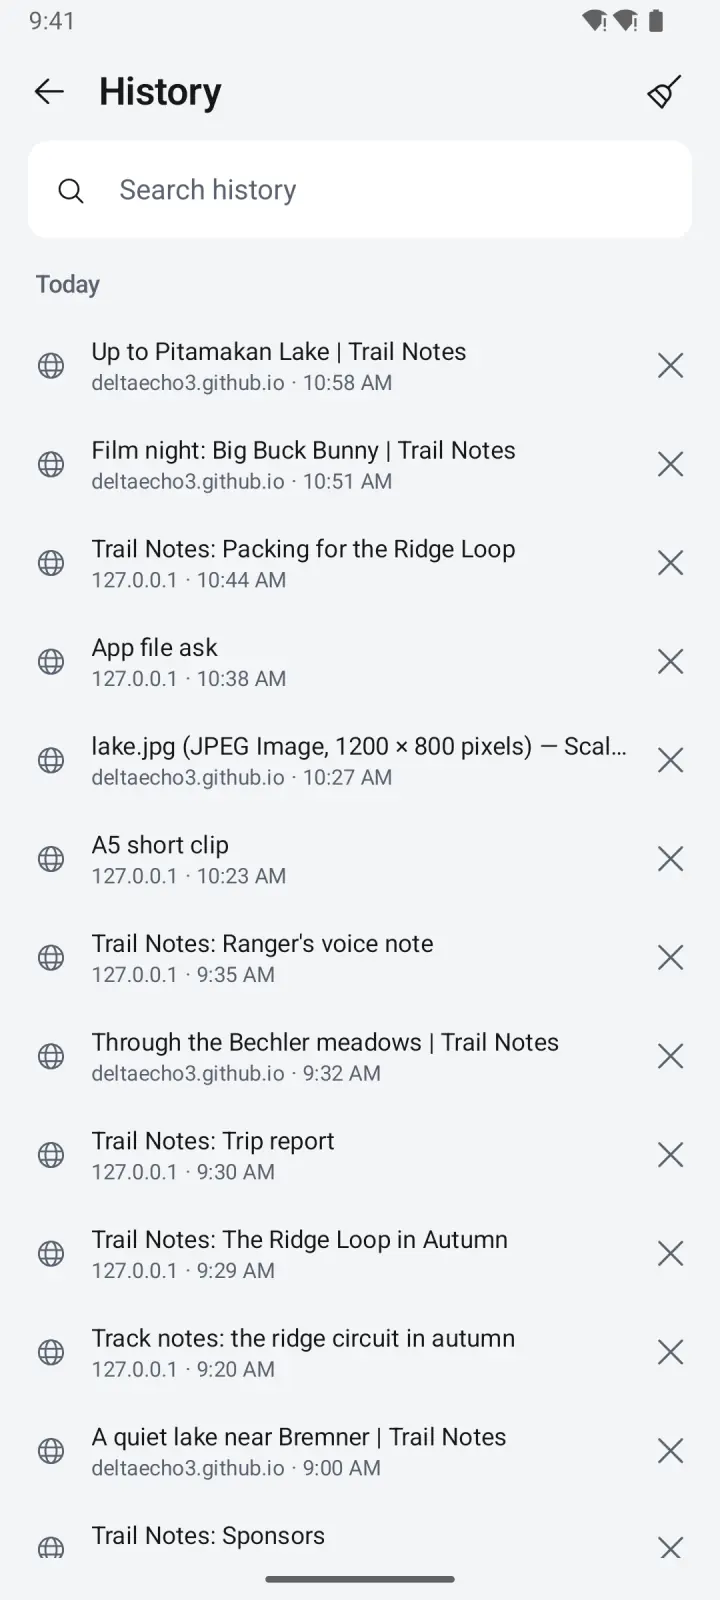 9:41
History
Search history
Today
Up to Pitamakan Lake | Trail Notes
deltaecho3.github.io · 10:58 AM
Film night: Big Buck Bunny | Trail Notes
deltaecho3.github.io · 10:51 AM
Trail Notes: Packing for the Ridge Loop
127.0.0.1 · 10:44 AM
App file ask
127.0.0.1 · 10:38 AM
lake.jpg (JPEG Image, 1200 × 800 pixels) — Scal…
deltaecho3.github.io · 10:27 AM
A5 short clip
127.0.0.1 · 10:23 AM
Trail Notes: Ranger's voice note
127.0.0.1 · 9:35 AM
Through the Bechler meadows | Trail Notes
deltaecho3.github.io · 9:32 AM
Trail Notes: Trip report
127.0.0.1 · 9:30 AM
Trail Notes: The Ridge Loop in Autumn
127.0.0.1 · 9:29 AM
Track notes: the ridge circuit in autumn
127.0.0.1 · 9:20 AM
A quiet lake near Bremner | Trail Notes
deltaecho3.github.io · 9:00 AM
Trail Notes: Sponsors